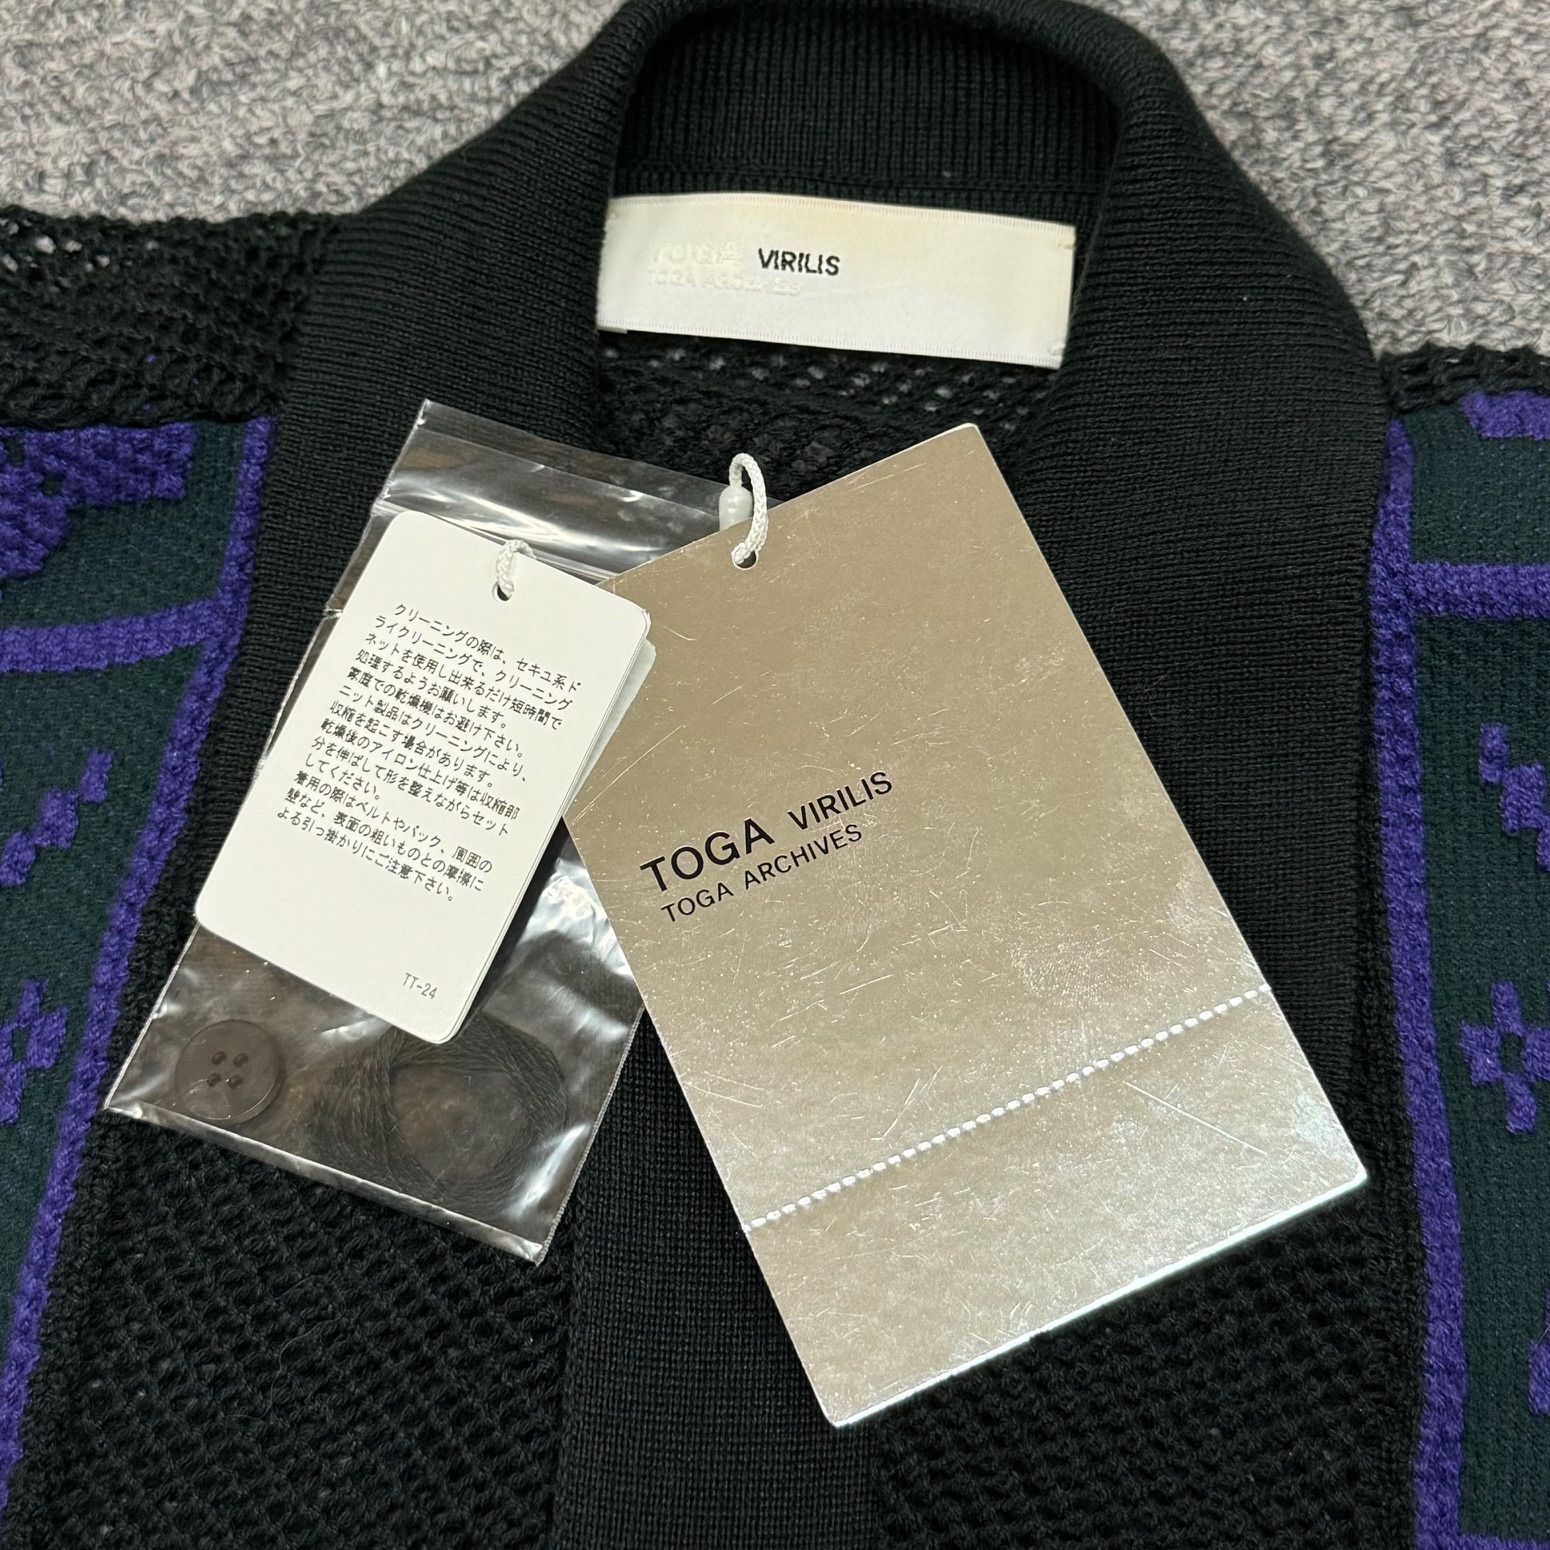 TOGA VIRILIS
TOGA ARCHIVES
クリーニングの際は、セキユ系ド
ライクリーニングで、クリーニング
ネットを使用し出来るだけ短時間で
処理するようお願いします。
家庭での乾燥機はお避け下さい。
ニット製品はクリーニングにより、
収縮を起こす場合があります。
乾燥後のアイロン仕上げ等は収縮部
分を伸ばして形を整えながらセット
してください。
着用の際はベルトやバック、周囲の
壁など、表面の粗いものとの摩擦に
よる引っ掛かりにご注意下さい。
TT-24
TOGA VIRILIS
TOGA ARCHIVES